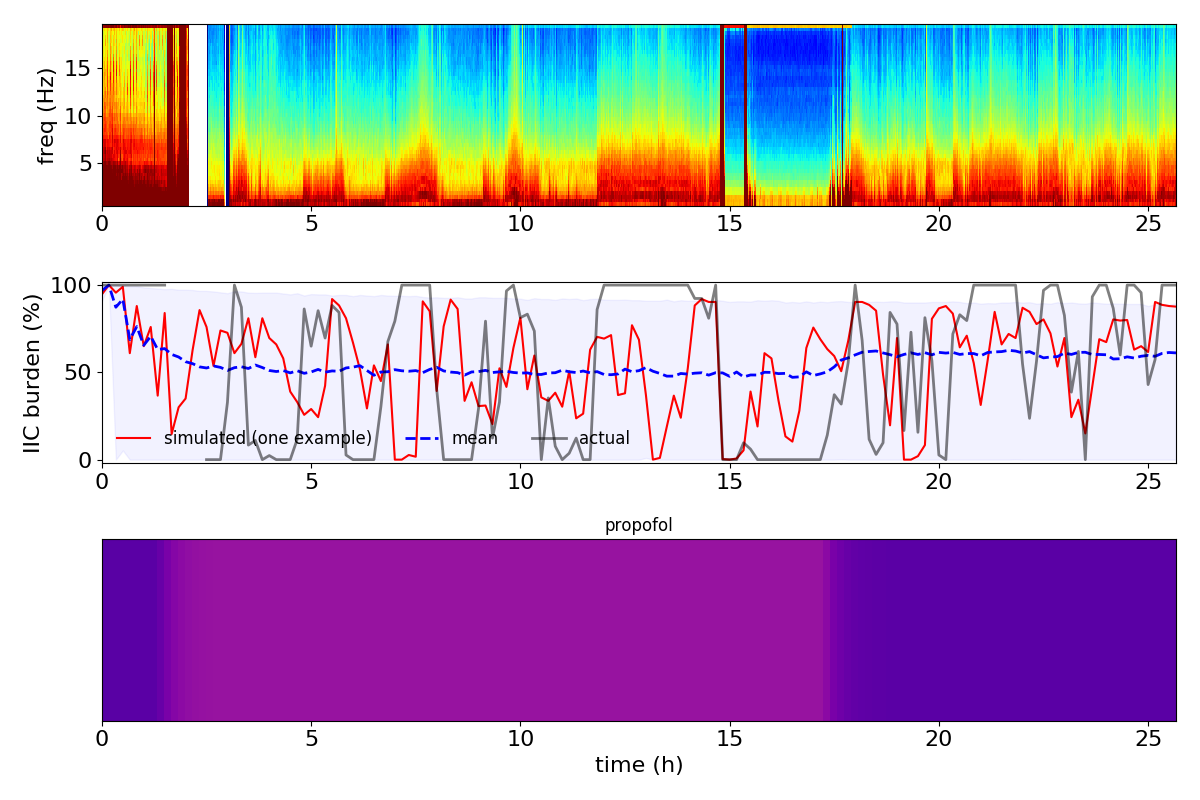 freq (Hz)
15
10
5
0 5 10 15 20 25
IIC burden (%)
100
50
0
simulated (one example) mean actual
0 5 10 15 20 25
propofol
0 5 10 15 20 25
time (h)